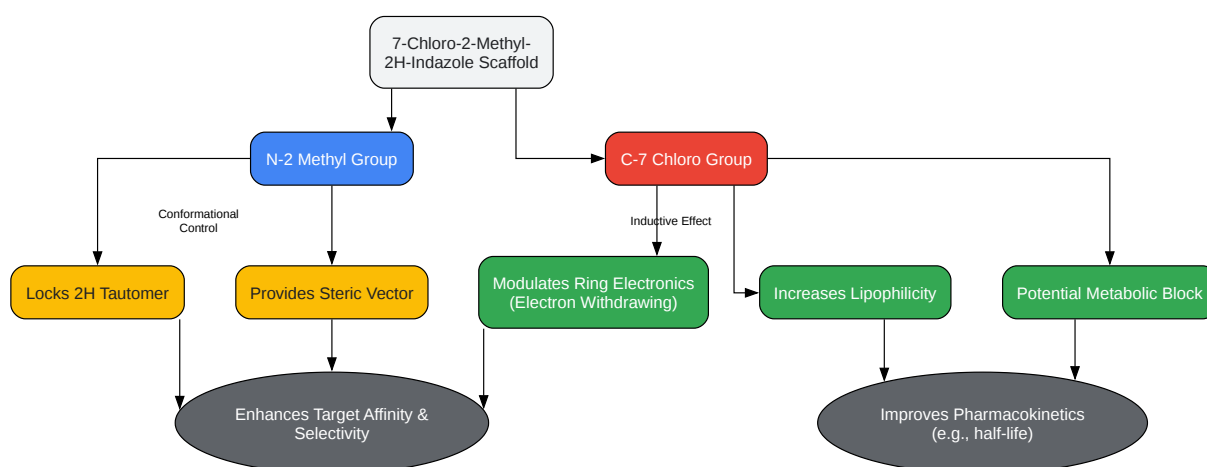 7-Chloro-2-Methyl-
2H-Indazole Scaffold
N-2 Methyl Group
C-7 Chloro Group
Conformational
Control
Inductive Effect
Locks 2H Tautomer
Provides Steric Vector
Modulates Ring Electronics
(Electron Withdrawing)
Increases Lipophilicity
Potential Metabolic Block
Enhances Target Affinity &
Selectivity
Improves Pharmacokinetics
(e.g., half-life)